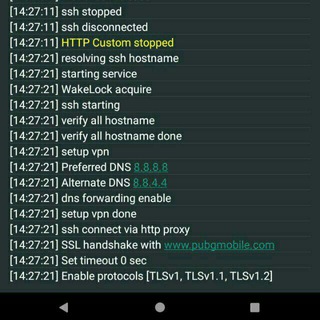 [14:27:11] ssh stopped
[14:27:11] ssh disconnected
[14:27:11] HTTP Custom stopped
[14:27:21] resolving ssh hostname
[14:27:21] starting service
[14:27:21] WakeLock acquire
[14:27:21] ssh starting
[14:27:21] verify all hostname
[14:27:21] verify all hostname done
[14:27:21] setup vpn
[14:27:21] Preferred DNS 8.8.8.8
[14:27:21] Alternate DNS 8.8.4.4
[14:27:21] dns forwarding enable
[14:27:21] setup vpn done
[14:27:21] ssh connect via http proxy
[14:27:21] SSL handshake with www.pubgmobile.com
[14:27:21] Set timeout 0 sec
[14:27:21] Enable protocols [TLSv1, TLSv1.1, TLSv1.2]